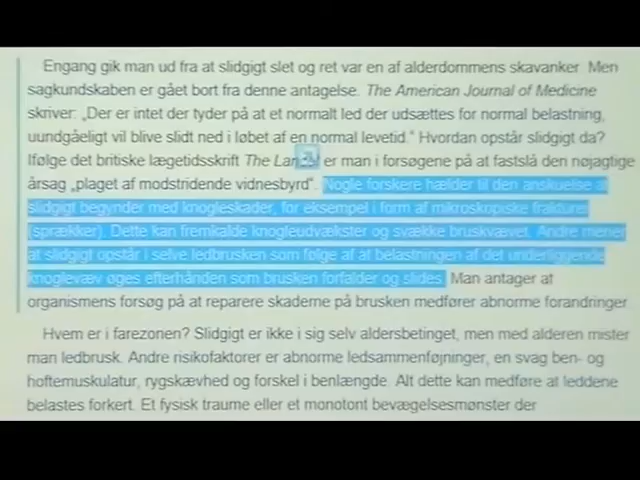 Engang gik man ud fra at slidgigt slet og ret var en af alderdommens skavanker. Men
sagkundskaben er gået bort fra denne antagelse. The American Journal of Medicine
skriver: „Der er intet der tyder på at et normalt led der udsættes for normal belastning,
uundgåeligt vil blive slidt ned i løbet af en normal levetid.” Hvordan opstår slidgigt da?
Ifølge det britiske lægetidsskrift The Lancet er man i forsøgene på at fastslå den nøjagtige
årsag „plaget af modstridende vidnesbyrd”. Nogle forskere hælder til den anskuelse at
slidgigt begynder med knogleskader, for eksempel i form af mikroskopiske frakturer
(sprækker). Dette kan fremkalde knogleudvækster og svække bruskvævet. Andre mener
at slidgigt opstår i selve ledbrusken som følge af at belastningen af det underliggende
knoglevæv øges efterhånden som brusken forfalder og slides. Man antager at
organismens forsøg på at reparere skaderne på brusken medfører abnorme forandringer.
Hvem er i farezonen? Slidgigt er ikke i sig selv aldersbetinget, men med alderen mister
man ledbrusk. Andre risikofaktorer er abnorme ledsammenføjninger, en svag ben- og
hoftemuskulatur, rygskævhed og forskel i benlængde. Alt dette kan medføre at leddene
belastes forkert. Et fysisk traume eller et monotont bevægelsesmønster der